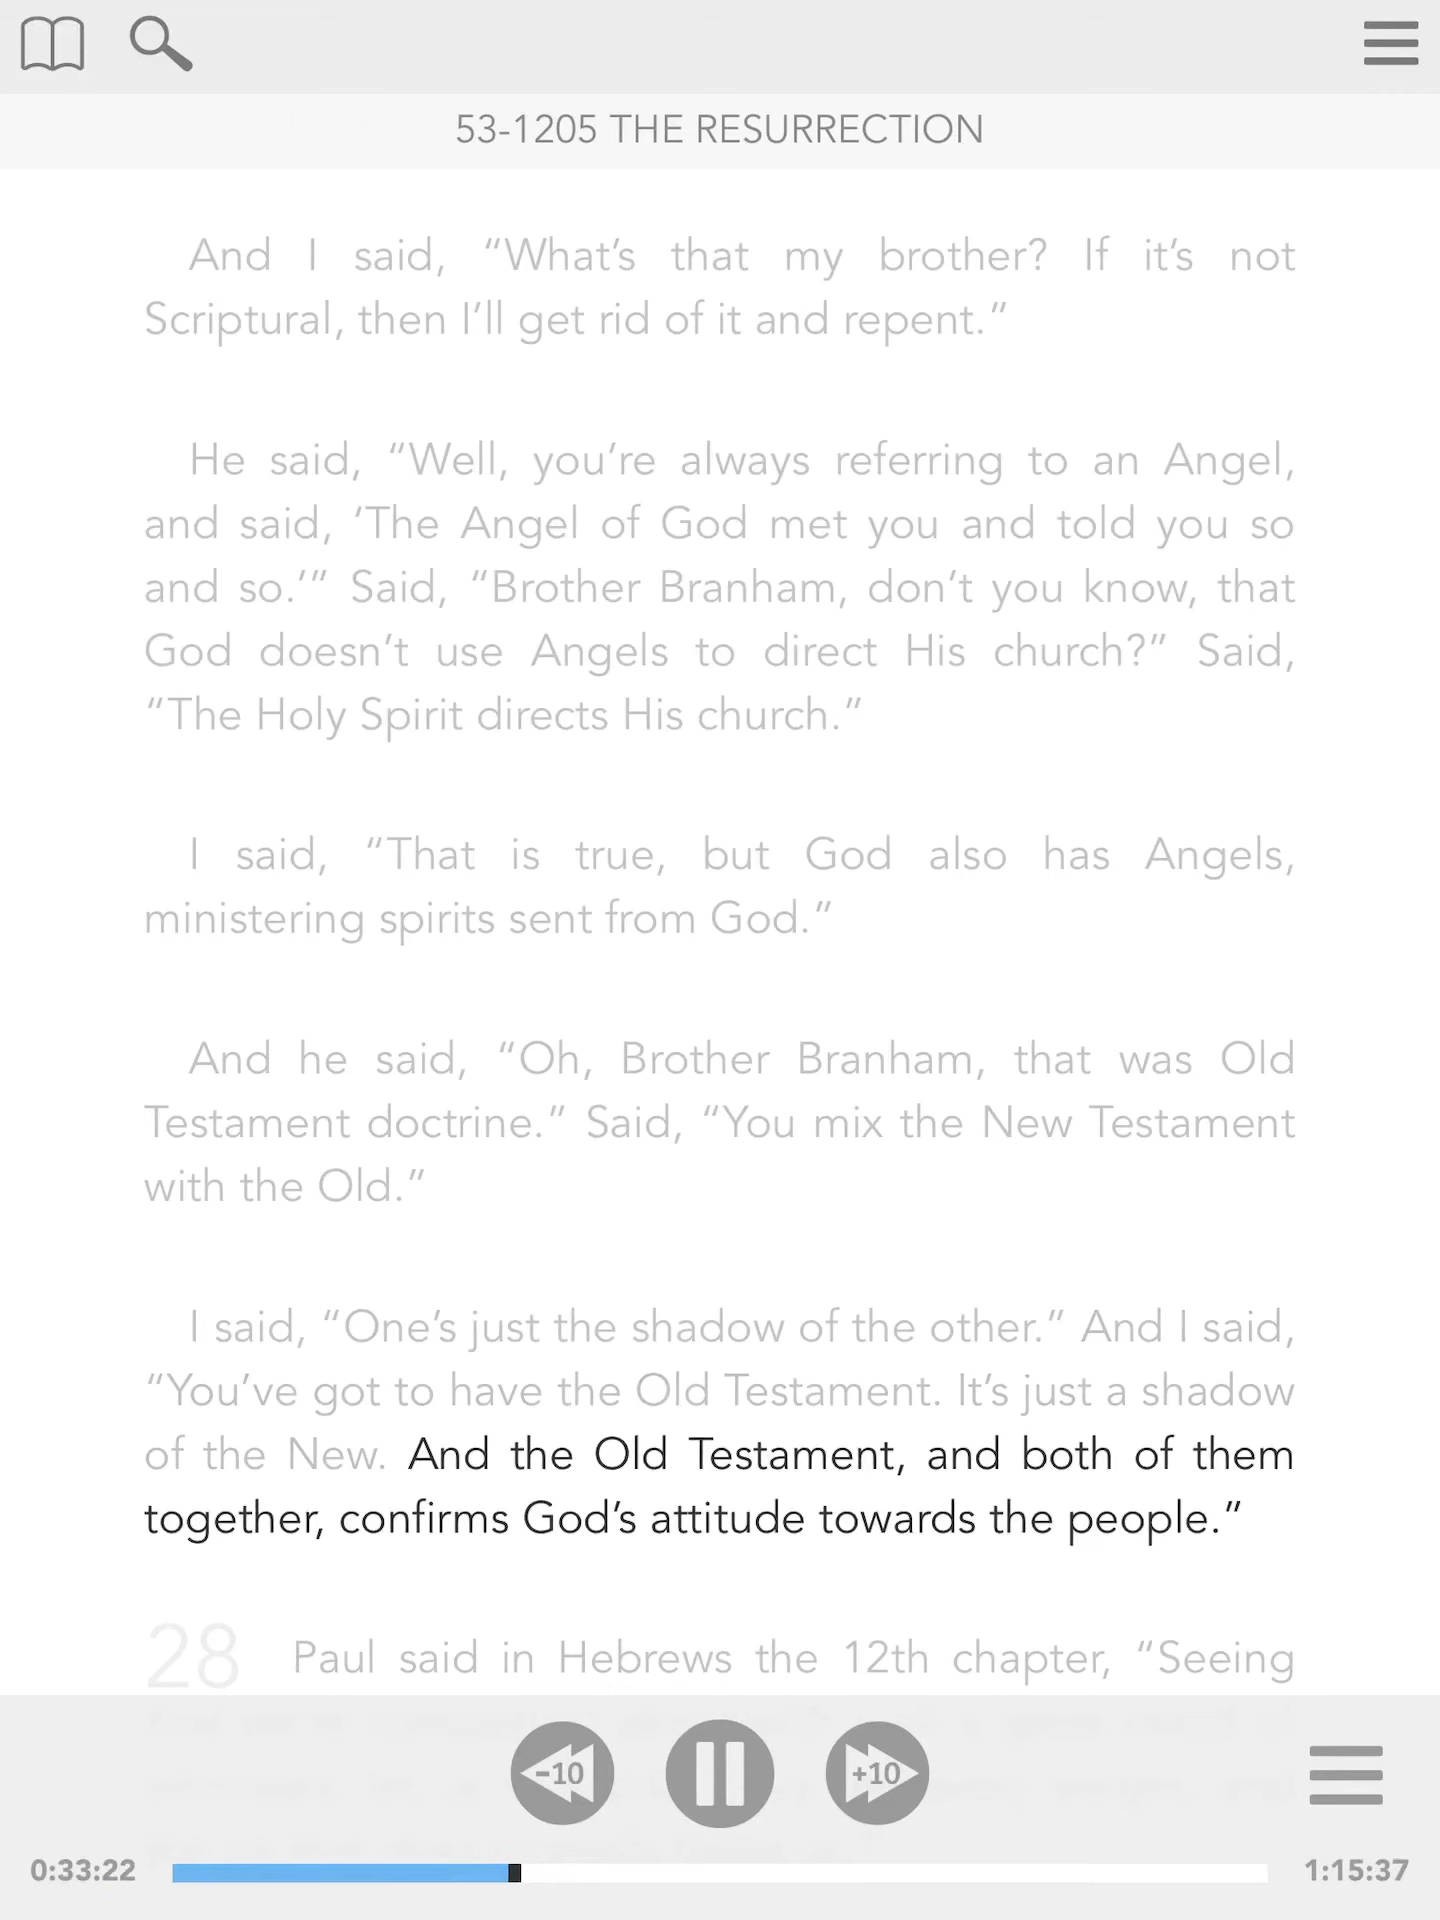 53-1205 THE RESURRECTION
And I said, “What’s that my brother? If it’s not
Scriptural, then I’ll get rid of it and repent.”
He said, “Well, you’re always referring to an Angel,
and said, ‘The Angel of God met you and told you so
and so.’” Said, “Brother Branham, don’t you know, that
God doesn’t use Angels to direct His church?” Said,
“The Holy Spirit directs His church.”
I said, “That is true, but God also has Angels,
ministering spirits sent from God.”
And he said, “Oh, Brother Branham, that was Old
Testament doctrine.” Said, “You mix the New Testament
with the Old.”
I said, “One’s just the shadow of the other.” And I said,
“You’ve got to have the Old Testament. It’s just a shadow
of the New. And the Old Testament, and both of them
together, confirms God’s attitude towards the people.”
28 Paul said in Hebrews the 12th chapter, “Seeing
-10
+10
0:33:22
1:15:37